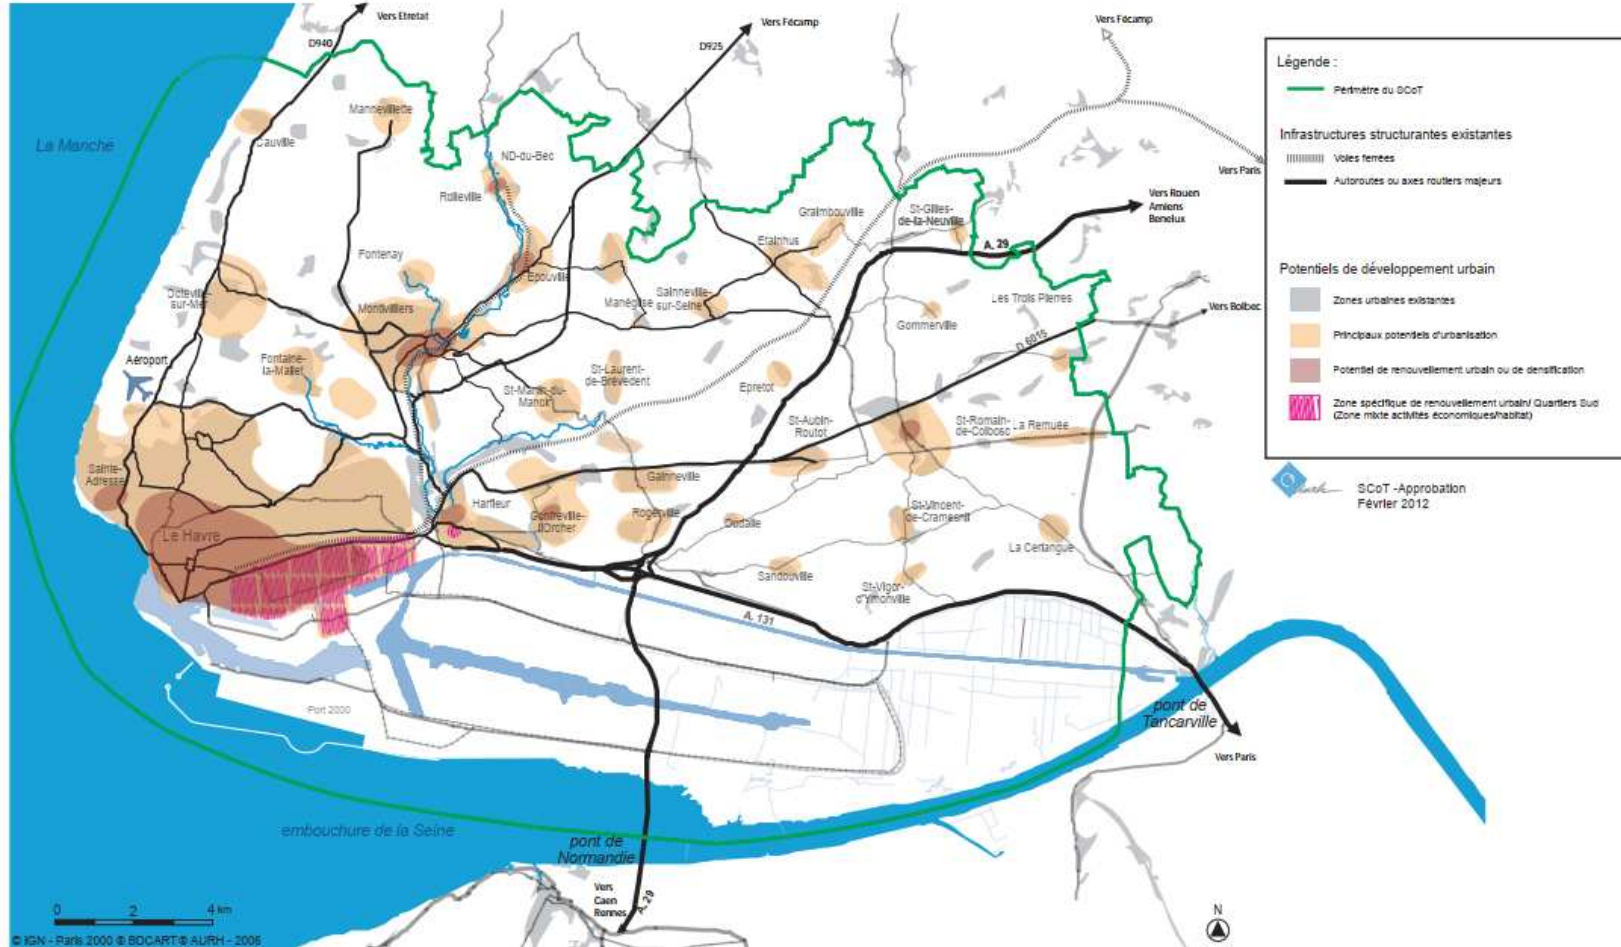 Vers Etretat
D940
Vers Fécamp
D925
Vers Fécamp
La Manche
Mannevillette
Cauville
ND-du-Bec
Rolleville
Vers Paris
Vers Rouen
Amiens
Benelux
Graimbouville
St-Gilles-
de-la-Neuville
Etainhus
A. 29
Fontenay
Epouville
Octeville-
sur-Mer
Montivilliers
Manéglise
Sainneville-
sur-Seine
Les Trois Pierres
Gommerville
Vers Bolbec
D 6015
Aéroport
Fontaine-
la-Mallet
St-Laurent-
de-Brévedent
St-Martin-du-
Manoir
Epretot
St-Aubin-
Routot
St-Romain-
de-Colbosc
La Remuée
Sainte-
Adresse
Gainneville
Harfleur
Gonfreville-
l'Orcher
Rogerville
Oudalle
St-Vincent-
de-Cramesnil
Le Havre
La Cerlangue
Sandouville
St-Vigor-
d'Ymonville
A. 131
Port 2000
pont de
Tancarville
Vers Paris
embouchure de la Seine
pont de
Normandie
Vers
Caen
Rennes
A. 29
0 2 4 km
N
© IGN - Paris 2000 © BDCART© AURH - 2006
Légende :
Périmètre du SCoT
Infrastructures structurantes existantes
Voies ferrées
Autoroutes ou axes routiers majeurs
Potentiels de développement urbain
Zones urbaines existantes
Principaux potentiels d'urbanisation
Potentiel de renouvellement urbain ou de densification
Zone spécifique de renouvellement urbain/ Quartiers Sud
(Zone mixte activités économiques/habitat)
SCoT -Approbation
Février 2012